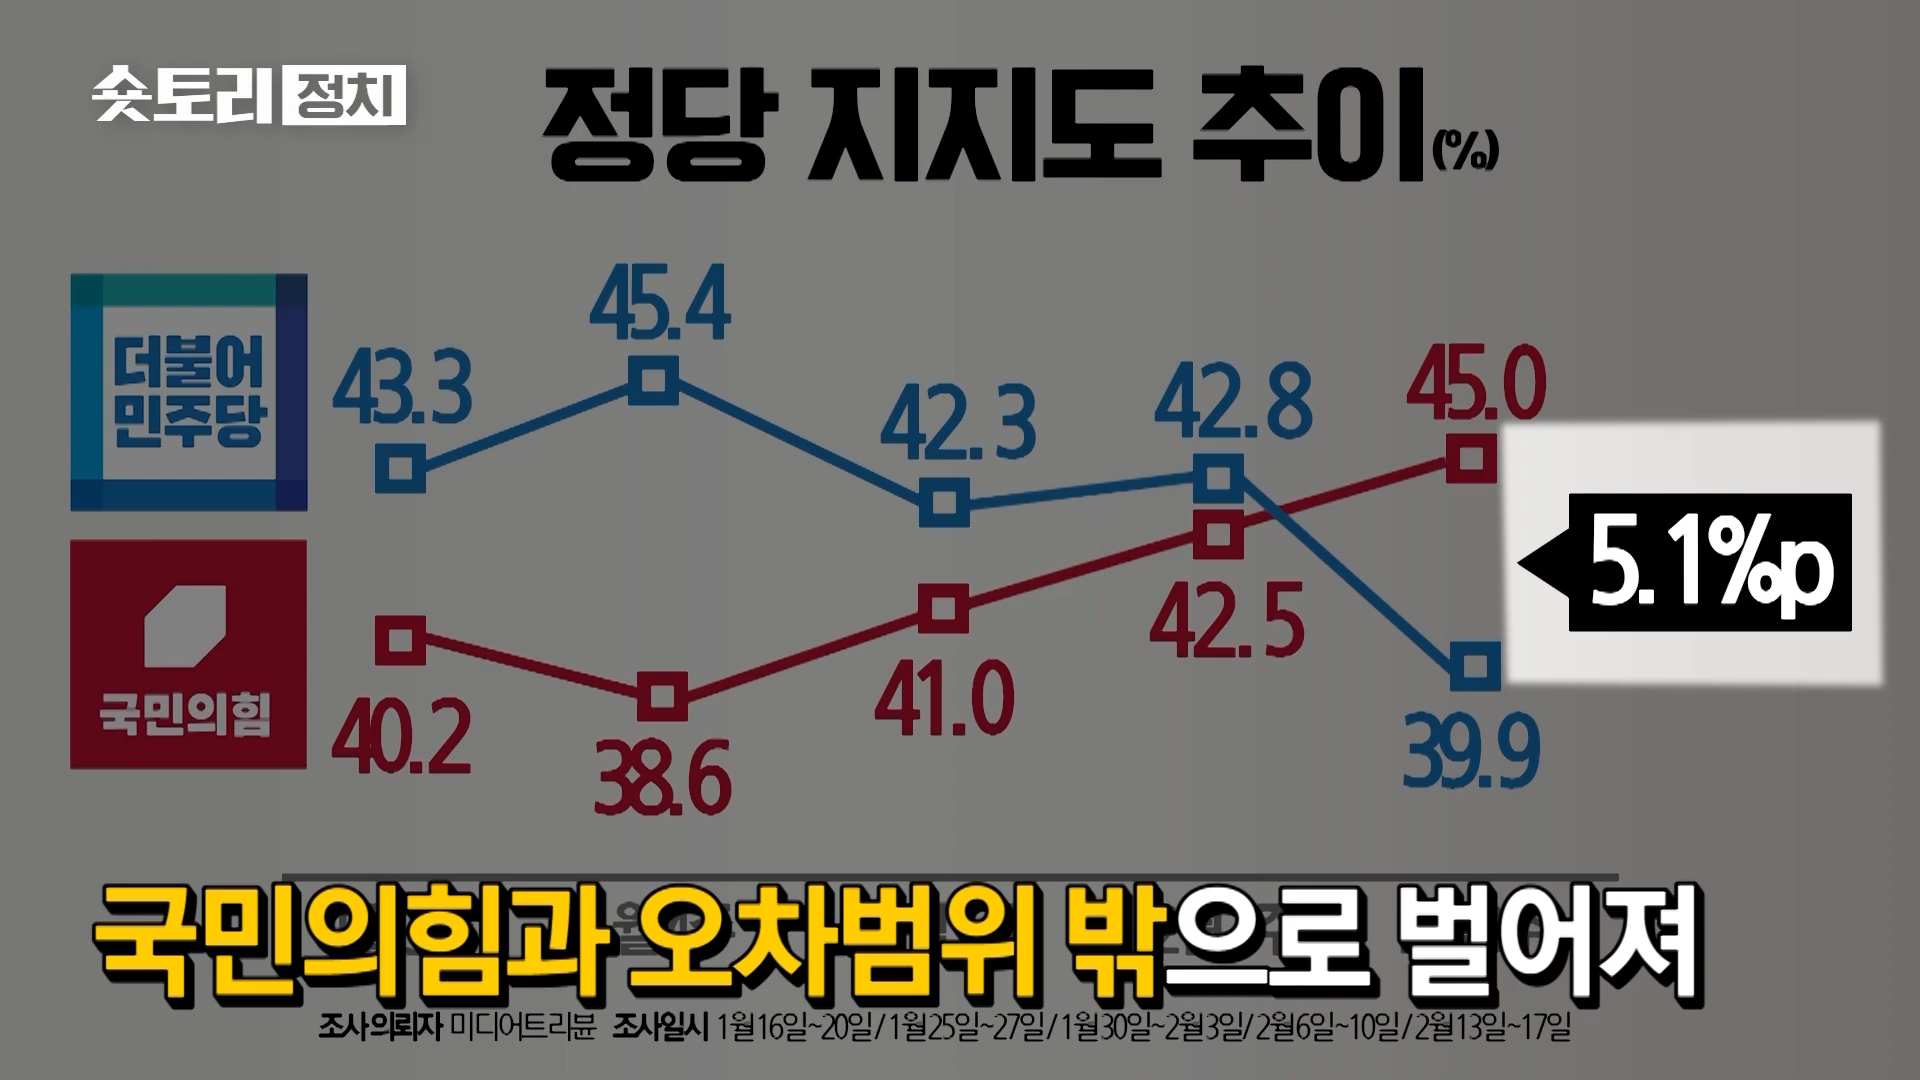 숏토리 정치
정당 지지도 추이(%)
더불어
민주당
43.3
45.4
42.3
42.8
45.0
5.1%p
국민의힘
40.2
38.6
41.0
42.5
39.9
국민의힘과 오차범위 밖으로 벌어져
조사의뢰자 미디어트리뷴 조사일시 1월16일~20일/1월25일~27일/1월30일~2월3일/2월6일~10일/2월13일~17일